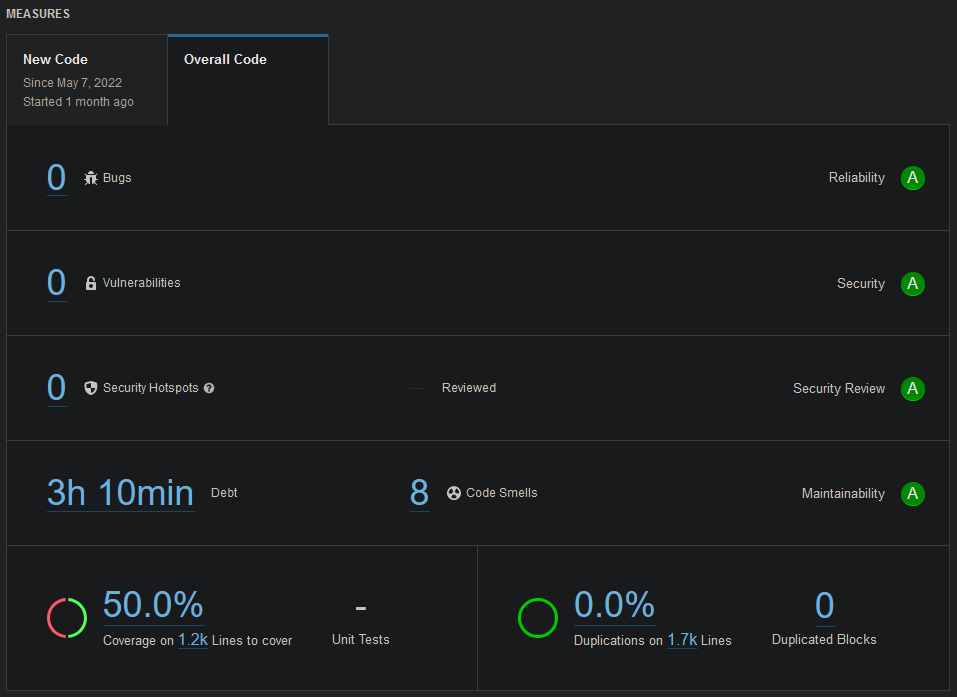 MEASURES
New Code
Since May 7, 2022
Started 1 month ago
Overall Code
0 Bugs Reliability A
0 Vulnerabilities Security A
0 Security Hotspots ? — Reviewed Security Review A
3h 10min Debt 8 Code Smells Maintainability A
50.0% - 0.0% 0
Coverage on 1.2k Lines to cover Unit Tests Duplications on 1.7k Lines Duplicated Blocks